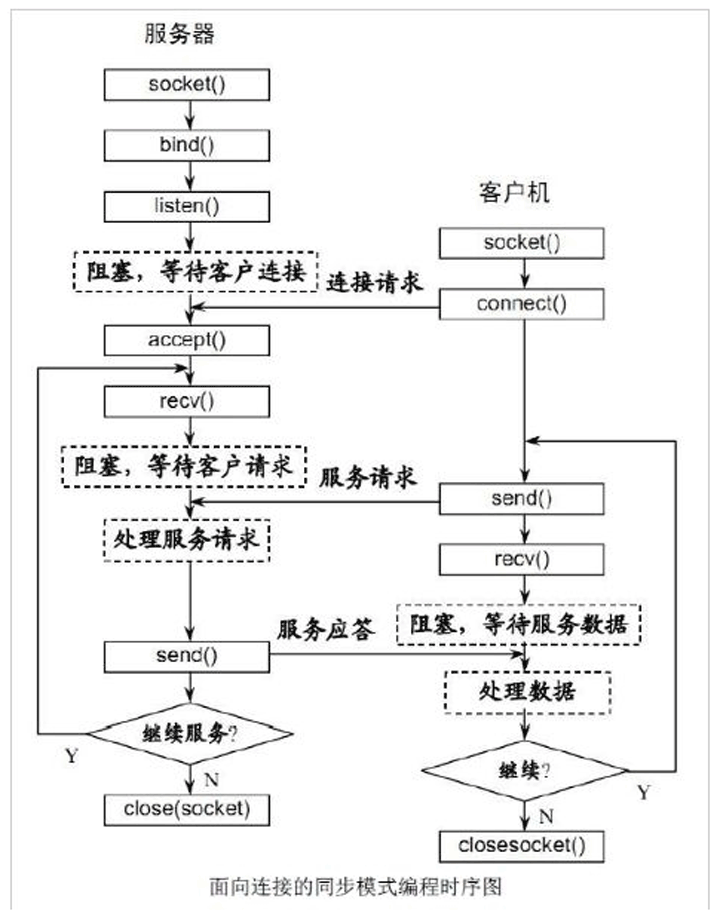 服务器
socket()
bind()
listen()
阻塞，等待客户连接
accept()
recv()
阻塞，等待客户请求
处理服务请求
send()
继续服务?
Y
N
close(socket)
连接请求
服务请求
服务应答
客户机
socket()
connect()
send()
recv()
阻塞，等待服务数据
处理数据
继续?
Y
N
closesocket()
面向连接的同步模式编程时序图